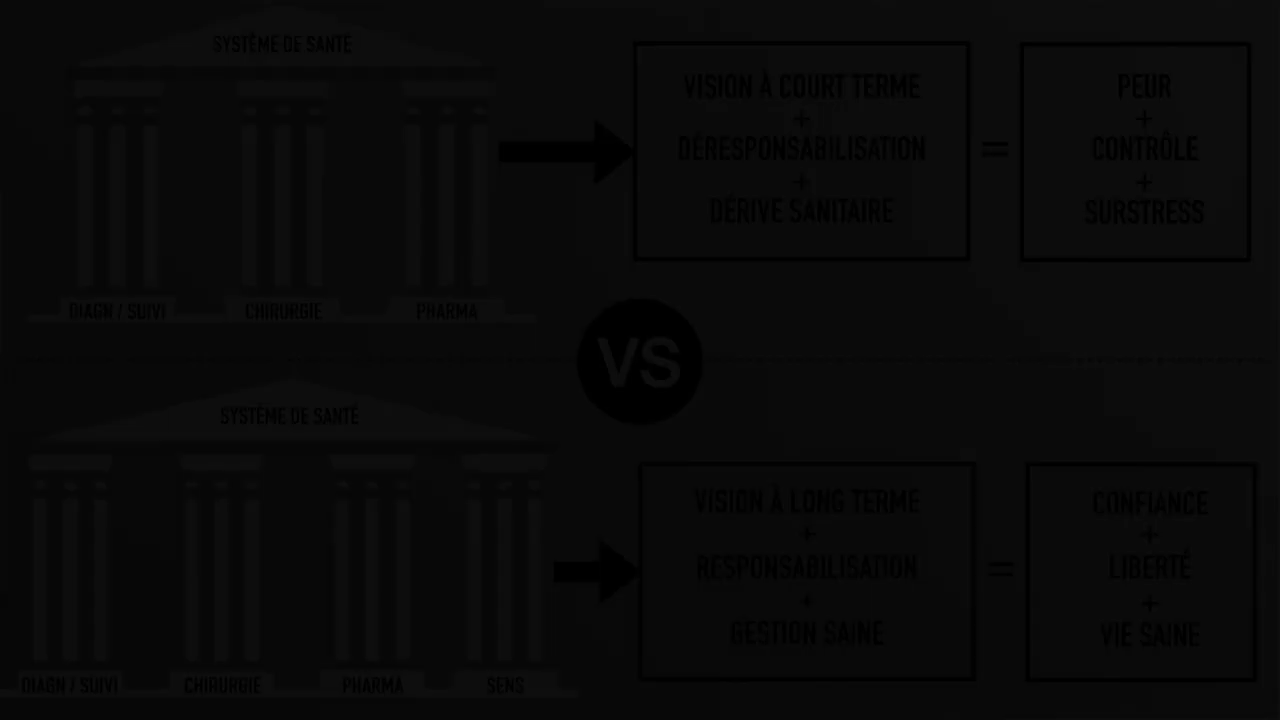 SYSTÈME DE SANTÉ
DIAGN / SUIVI
CHIRURGIE
PHARMA
VISION À COURT TERME
+
DÉRESPONSABILISATION
+
DÉRIVE SANITAIRE
=
PEUR
+
CONTRÔLE
+
SURSTRESS
VS
SYSTÈME DE SANTÉ
DIAGN / SUIVI
CHIRURGIE
PHARMA
SENS
VISION À LONG TERME
+
RESPONSABILISATION
+
GESTION SAINE
=
CONFIANCE
+
LIBERTÉ
+
VIE SAINE